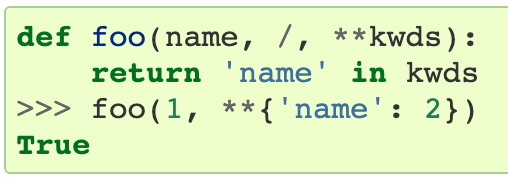 def foo(name, /, **kwds):
    return 'name' in kwds
>>> foo(1, **{'name': 2})
True